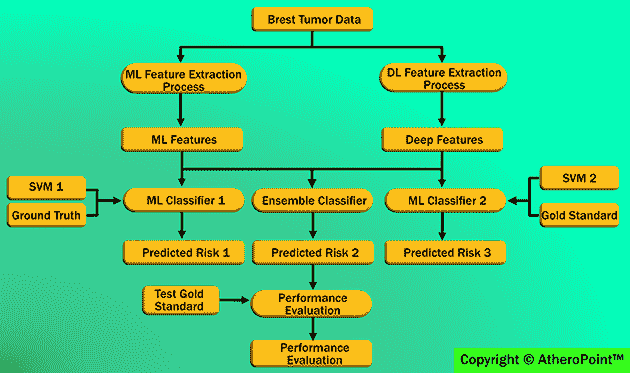 Brest Tumor Data
ML Feature Extraction
Process
DL Feature Extraction
Process
ML Features
Deep Features
SVM 1
Ground Truth
ML Classifier 1
Ensemble Classifier
ML Classifier 2
SVM 2
Gold Standard
Predicted Risk 1
Predicted Risk 2
Predicted Risk 3
Test Gold
Standard
Performance
Evaluation
Performance
Evaluation
Copyright © AtheroPoint™